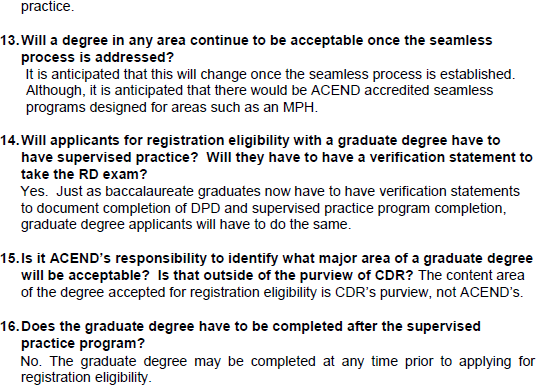 practice.
13. Will a degree in any area continue to be acceptable once the seamless
process is addressed?
It is anticipated that this will change once the seamless process is established.
Although, it is anticipated that there would be ACEND accredited seamless
programs designed for areas such as an MPH.
14. Will applicants for registration eligibility with a graduate degree have to
have supervised practice?  Will they have to have a verification statement to
take the RD exam?
Yes.  Just as baccalaureate graduates now have to have verification statements
to document completion of DPD and supervised practice program completion,
graduate degree applicants will have to do the same.
15. Is it ACEND's responsibility to identify what major area of a graduate degree
will be acceptable?  Is that outside of the purview of CDR? The content area
of the degree accepted for registration eligibility is CDR's purview, not ACEND's.
16. Does the graduate degree have to be completed after the supervised
practice program?
No. The graduate degree may be completed at any time prior to applying for
registration eligibility.